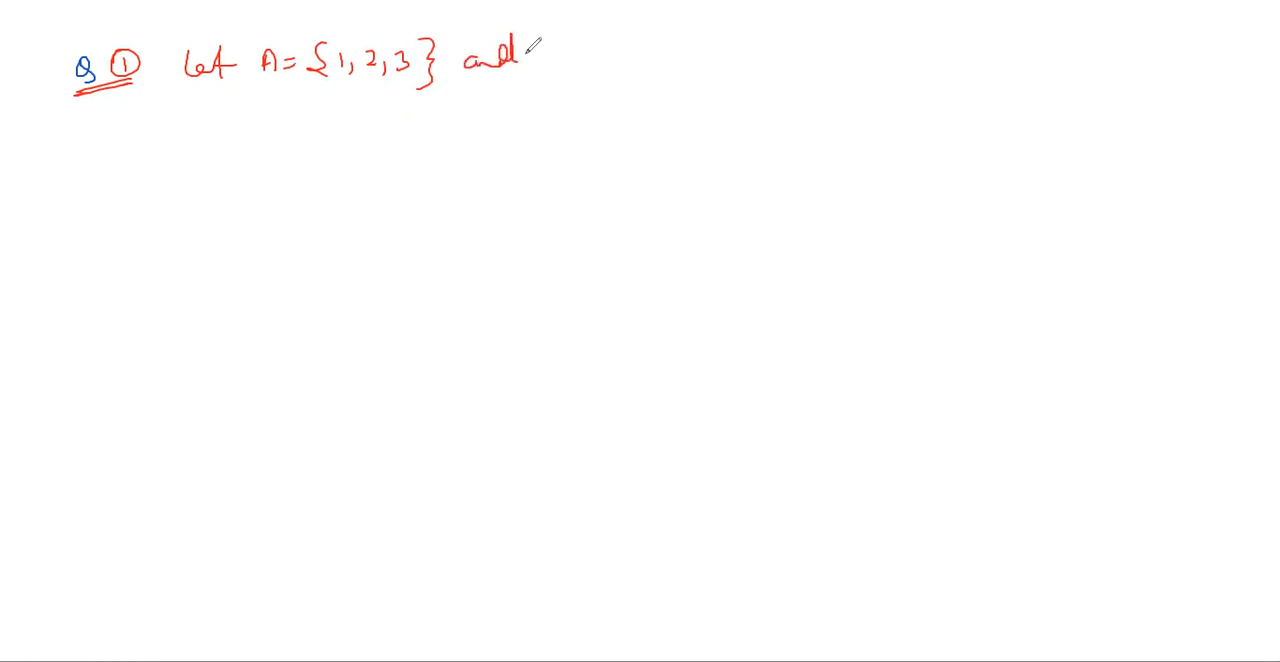 Q ① Let A = {1, 2, 3} and